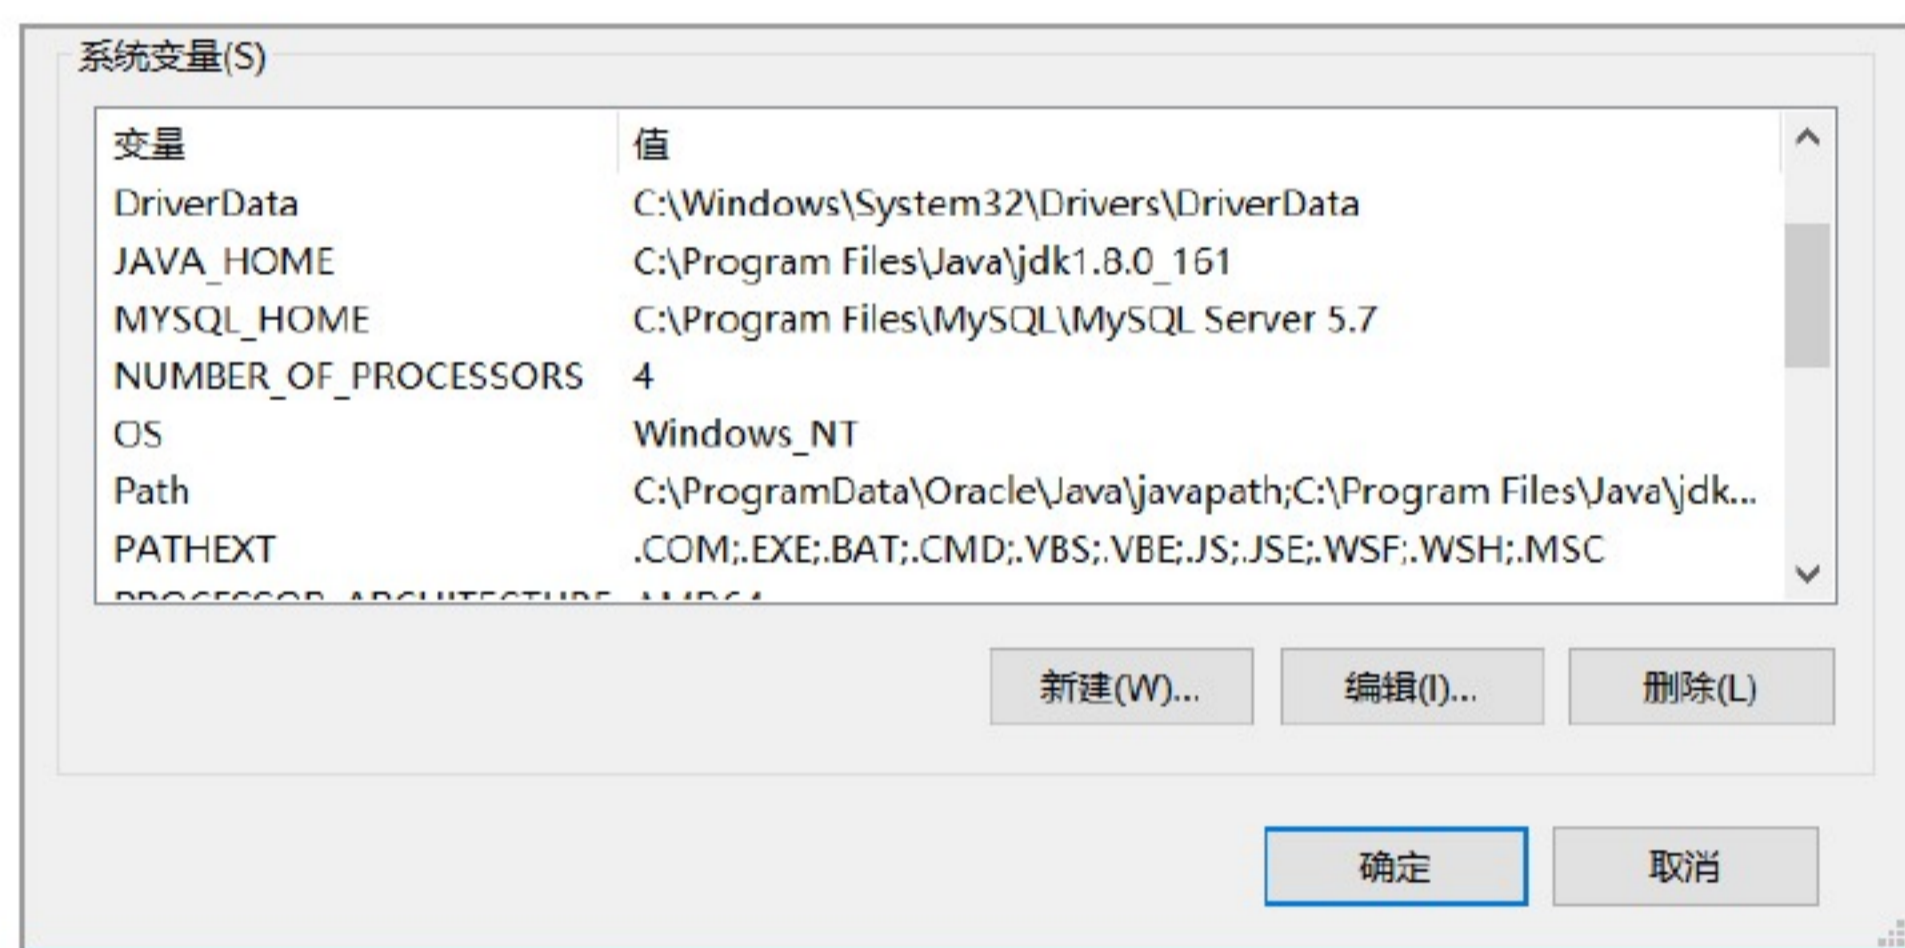 系统变量(S)
变量 值
DriverData C:\Windows\System32\Drivers\DriverData
JAVA_HOME C:\Program Files\Java\jdk1.8.0_161
MYSQL_HOME C:\Program Files\MySQL\MySQL Server 5.7
NUMBER_OF_PROCESSORS 4
OS Windows_NT
Path C:\ProgramData\Oracle\Java\javapath;C:\Program Files\Java\jdk...
PATHEXT .COM;.EXE;.BAT;.CMD;.VBS;.VBE;.JS;.JSE;.WSF;.WSH;.MSC
PROCESSOR_ARCHITECTURE AMD64
新建(W)... 编辑(I)... 删除(L)
确定 取消